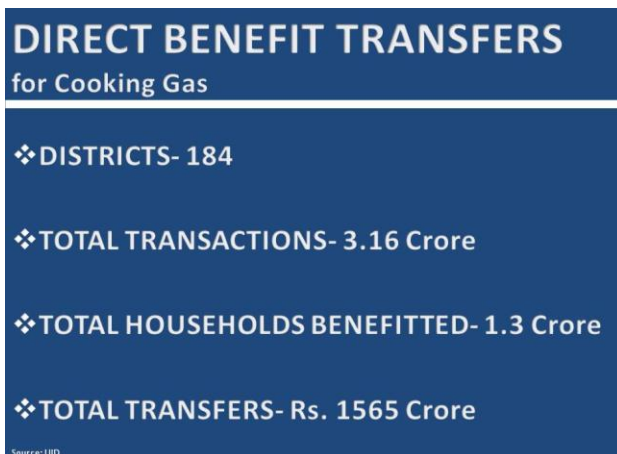 DIRECT BENEFIT TRANSFERS
for Cooking Gas
❖DISTRICTS- 184
❖TOTAL TRANSACTIONS- 3.16 Crore
❖TOTAL HOUSEHOLDS BENEFITTED- 1.3 Crore
❖TOTAL TRANSFERS- Rs. 1565 Crore
Source: UID